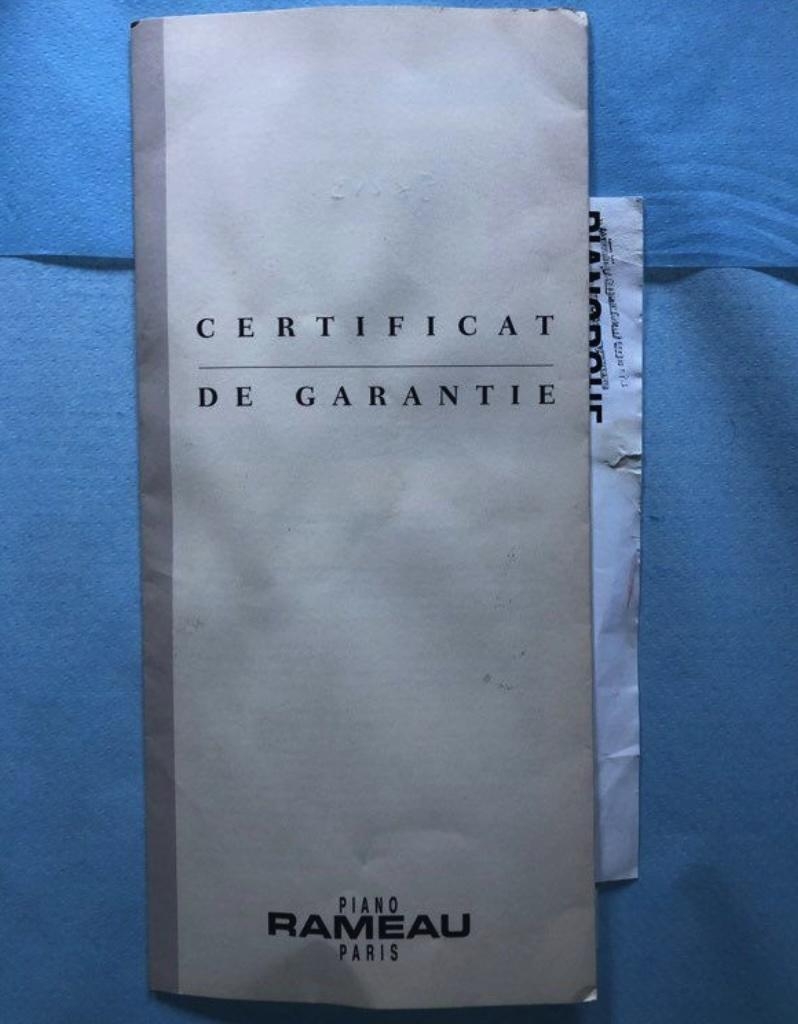 CERTIFICAT
DE GARANTIE
PIANO
RAMEAU
PARIS